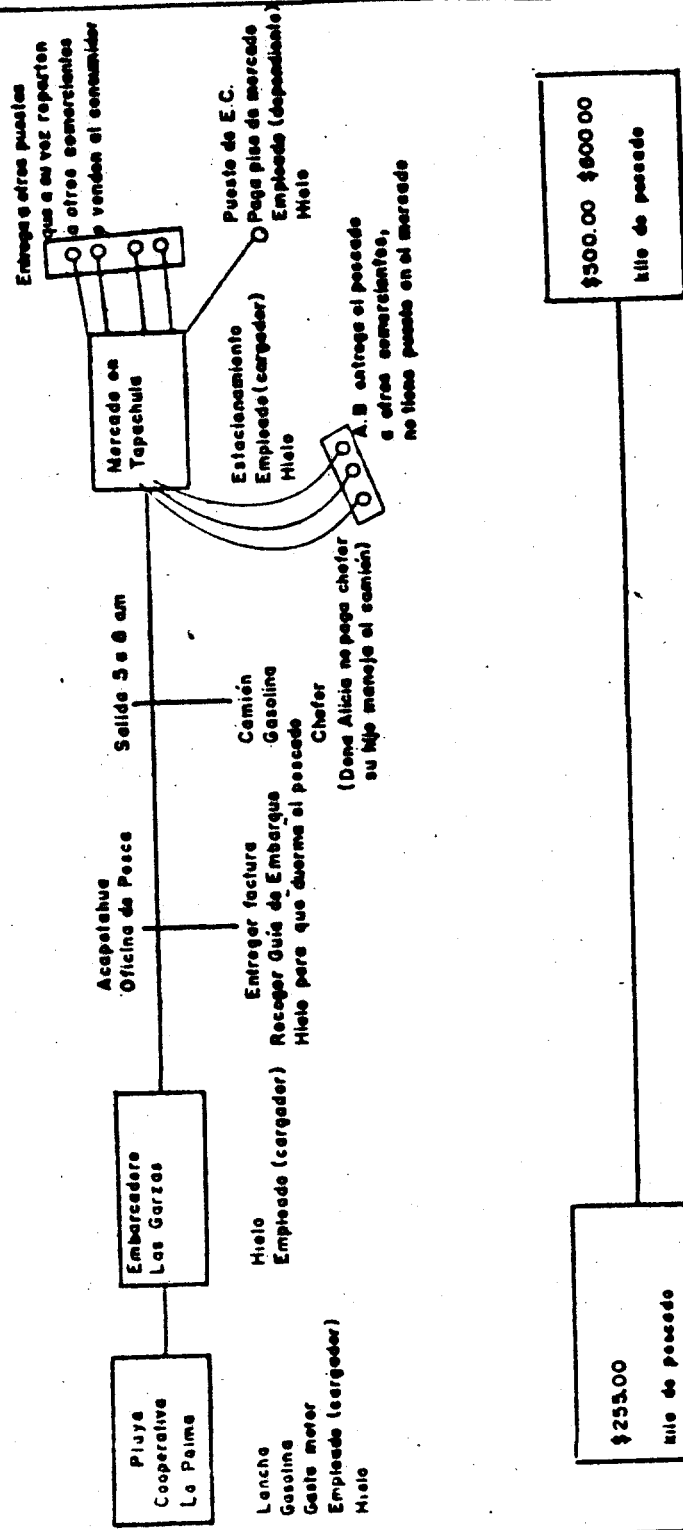 Playa
Cooperativa
La Palma
Lancha
Gasolina
Gasto motor
Empleado (cargador)
Hielo
Embarcadero
Las Garzas
Hielo
Empleado (cargador)
Acapetahua
Oficina de Pesca
Entregar factura
Recoger Guía de Embarque
Hielo para que duerma el pescado
Salida 5 a 6 am
Camión
Gasolina
Chofer
(Dona Alicia no paga chofer
su hijo maneja el camión)
Mercado en
Tapachula
Estacionamiento
Empleado (cargador)
Hielo
A.B entrega el pescado
a otros comerciantes,
no tiene puesto en el mercado
Entrega a otros puestos
que a su vez reparten
a otros comerciantes
o venden al consumidor
Puesto de E.C.
Paga piso de mercado
Empleado (dependiente)
Hielo
$255.00
kilo de pescado
$500.00 $600 00
kilo de pescado